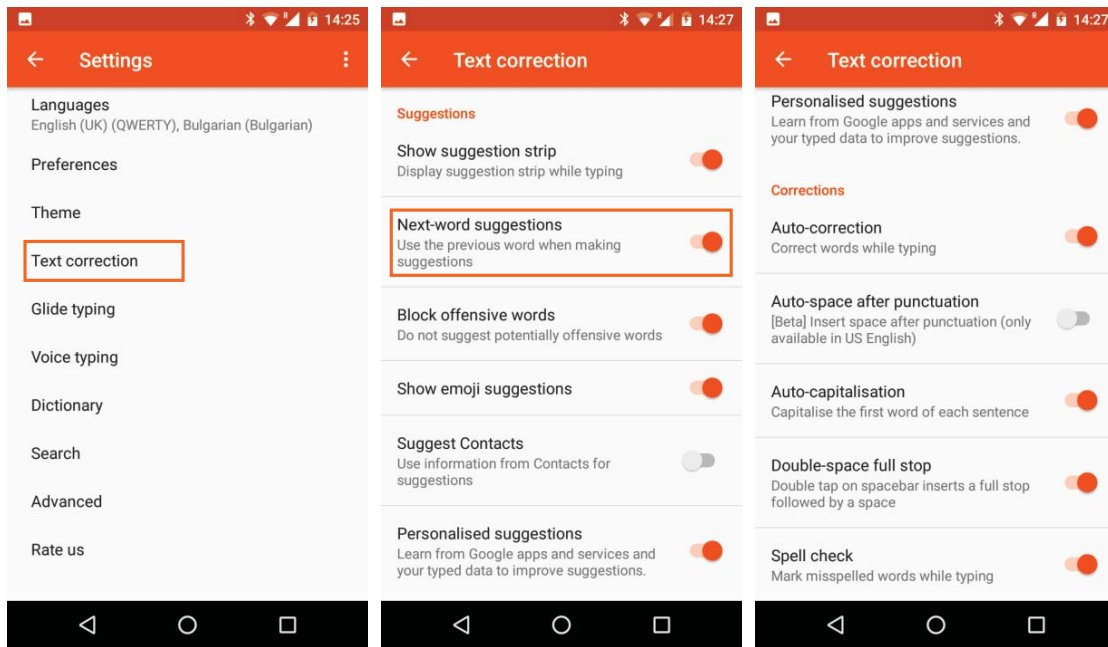 14:25
Settings
Languages
English (UK) (QWERTY), Bulgarian (Bulgarian)
Preferences
Theme
Text correction
Glide typing
Voice typing
Dictionary
Search
Advanced
Rate us
14:27
Text correction
Suggestions
Show suggestion strip
Display suggestion strip while typing
Next-word suggestions
Use the previous word when making
suggestions
Block offensive words
Do not suggest potentially offensive words
Show emoji suggestions
Suggest Contacts
Use information from Contacts for
suggestions
Personalised suggestions
Learn from Google apps and services and
your typed data to improve suggestions.
14:27
Text correction
Personalised suggestions
Learn from Google apps and services and
your typed data to improve suggestions.
Corrections
Auto-correction
Correct words while typing
Auto-space after punctuation
[Beta] Insert space after punctuation (only
available in US English)
Auto-capitalisation
Capitalise the first word of each sentence
Double-space full stop
Double tap on spacebar inserts a full stop
followed by a space
Spell check
Mark misspelled words while typing